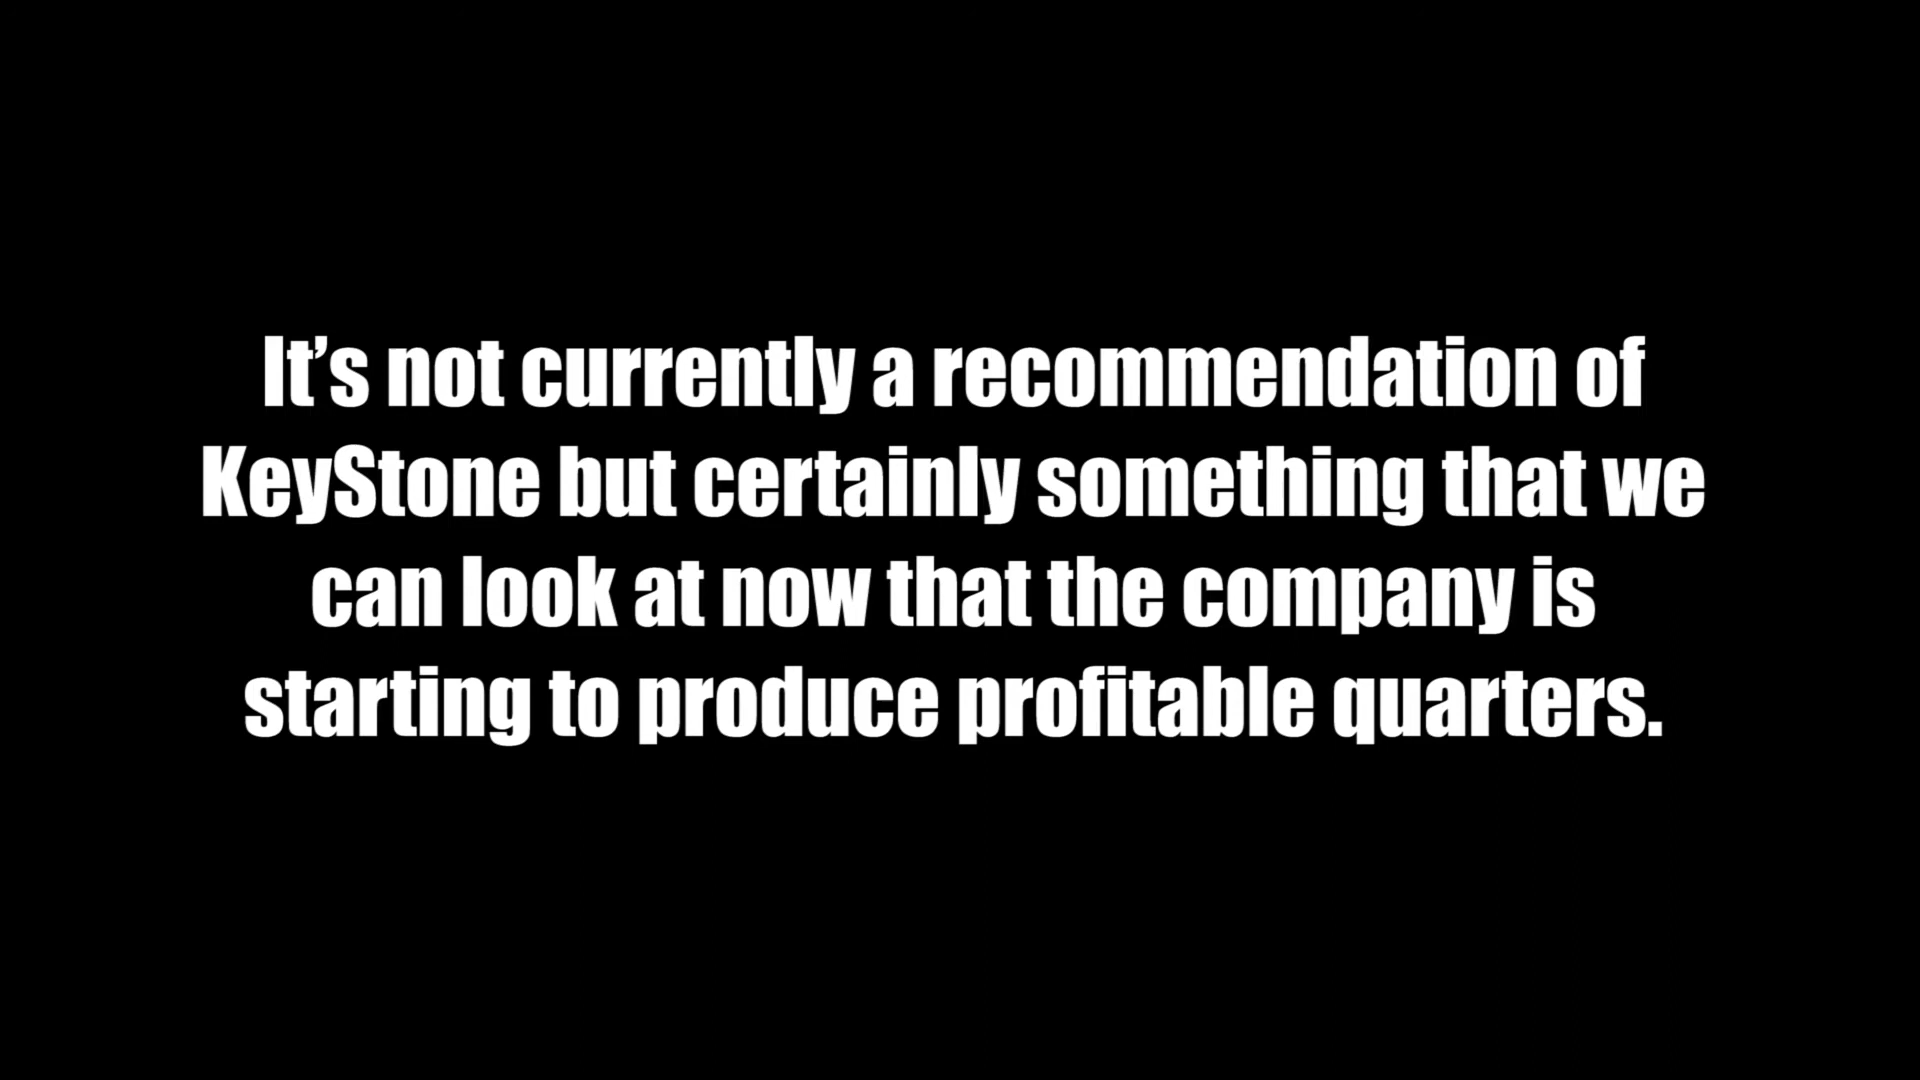 It’s not currently a recommendation of
KeyStone but certainly something that we
can look at now that the company is
starting to produce profitable quarters.